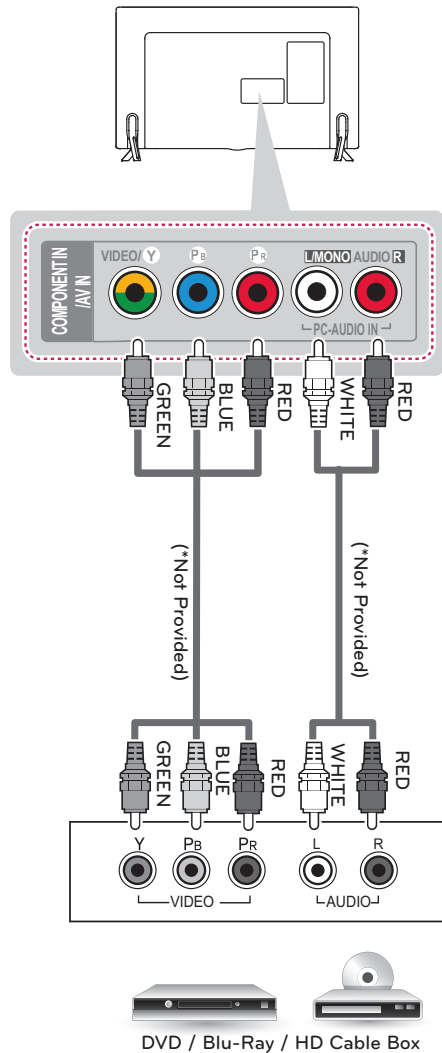 COMPONENT IN
/AV IN
VIDEO/ Y PB PR L/MONO AUDIO R
PC-AUDIO IN
GREEN BLUE RED WHITE RED
(*Not Provided) (*Not Provided)
GREEN BLUE RED WHITE RED
Y PB PR L R
VIDEO AUDIO
DVD / Blu-Ray / HD Cable Box